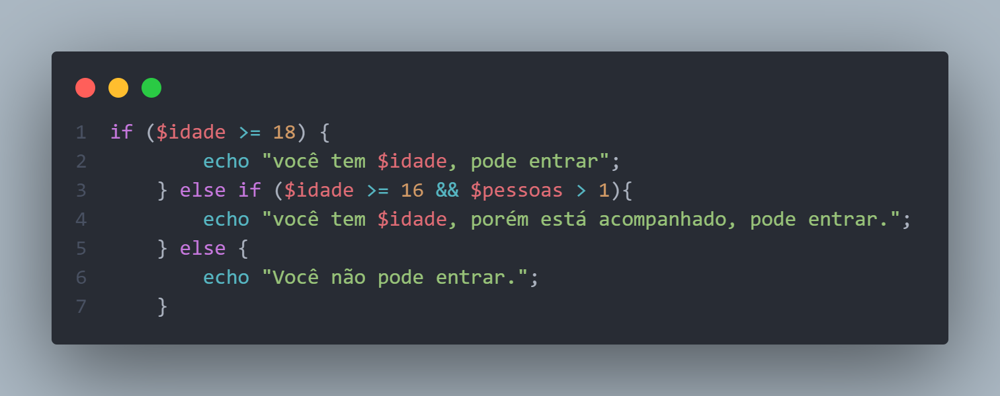 1 if ($idade >= 18) {
2         echo "você tem $idade, pode entrar";
3     } else if ($idade >= 16 && $pessoas > 1){
4         echo "você tem $idade, porém está acompanhado, pode entrar.";
5     } else {
6         echo "Você não pode entrar.";
7     }